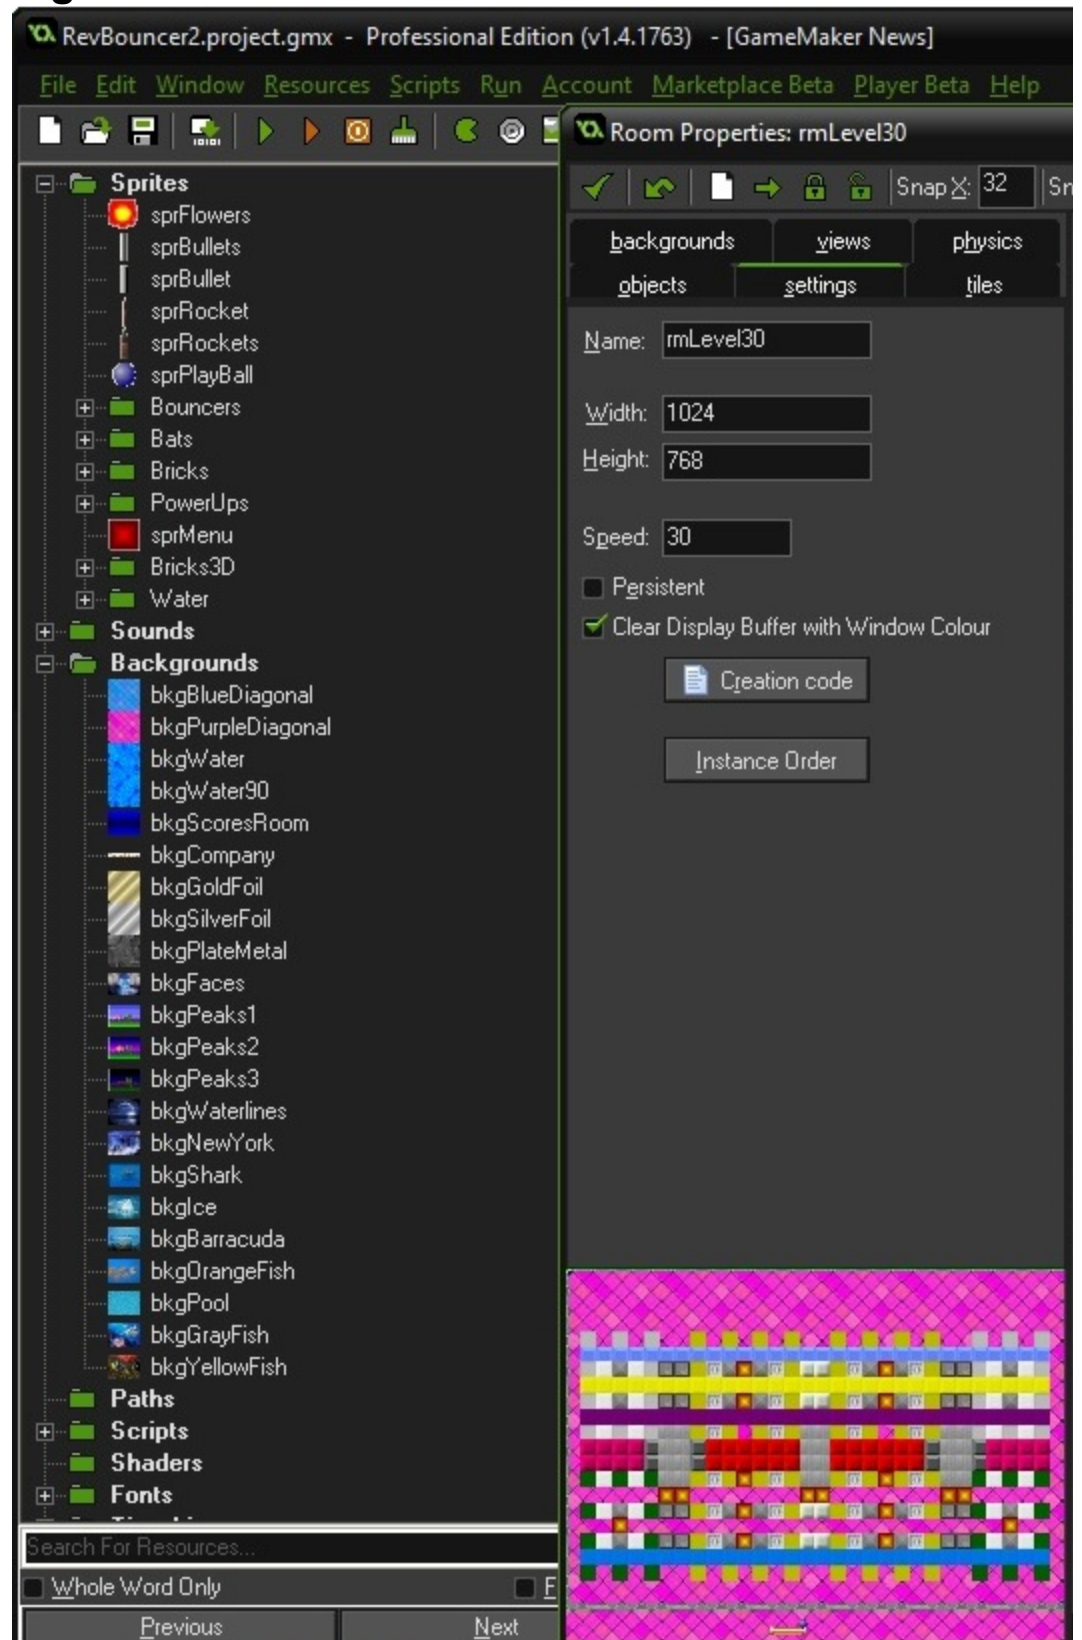 RevBouncer2.project.gmx - Professional Edition (v1.4.1763) - [GameMaker News]
File Edit Window Resources Scripts Run Account Marketplace Beta Player Beta Help
Room Properties: rmLevel30
Snap X: 32 Sn
backgrounds views physics
objects settings tiles
Name: rmLevel30
Width: 1024
Height: 768
Speed: 30
Persistent
Clear Display Buffer with Window Colour
Creation code
Instance Order
Sprites
sprFlowers
sprBullets
sprBullet
sprRocket
sprRockets
sprPlayBall
Bouncers
Bats
Bricks
PowerUps
sprMenu
Bricks3D
Water
Sounds
Backgrounds
bkgBlueDiagonal
bkgPurpleDiagonal
bkgWater
bkgWater90
bkgScoresRoom
bkgCompany
bkgGoldFoil
bkgSilverFoil
bkgPlateMetal
bkgFaces
bkgPeaks1
bkgPeaks2
bkgPeaks3
bkgWaterlines
bkgNewYork
bkgShark
bkgIce
bkgBarracuda
bkgOrangeFish
bkgPool
bkgGrayFish
bkgYellowFish
Paths
Scripts
Shaders
Fonts
Search For Resources...
Whole Word Only
Previous Next